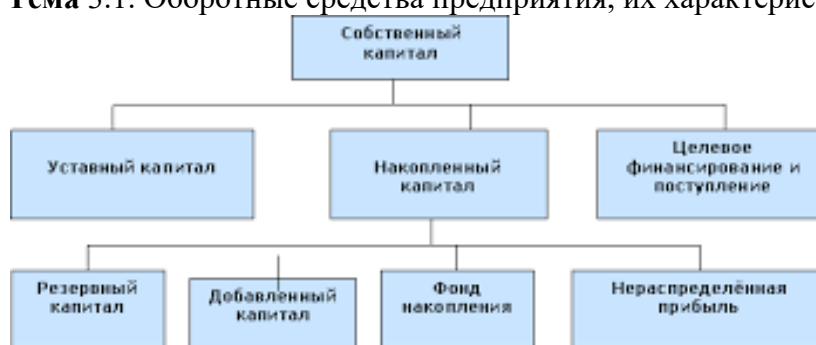 Тема 3.1. Оборотные средства предприятия, их характерис
Собственный
капитал
Уставный капитал
Накопленный
капитал
Целевое
финансирование и
поступление
Резервный
капитал
Добавленный
капитал
Фонд
накопления
Нераспределённая
прибыль